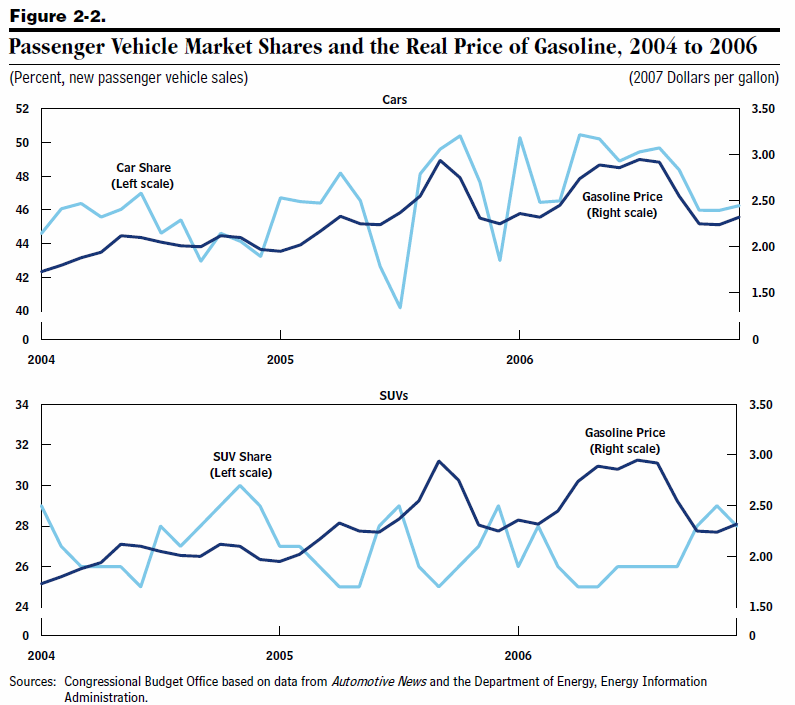 Figure 2-2.
Passenger Vehicle Market Shares and the Real Price of Gasoline, 2004 to 2006
(Percent, new passenger vehicle sales) (2007 Dollars per gallon)
Cars
52 3.50
50
48 3.00
Car Share
(Left scale)
46 2.50
Gasoline Price
(Right scale)
44 2.00
42
40 1.50
0 0
2004 2005 2006
SUVs
34 3.50
32 3.00
Gasoline Price
(Right scale)
SUV Share
(Left scale)
30
28 2.50
26 2.00
24 1.50
0 0
2004 2005 2006
Sources: Congressional Budget Office based on data from Automotive News and the Department of Energy, Energy Information
Administration.